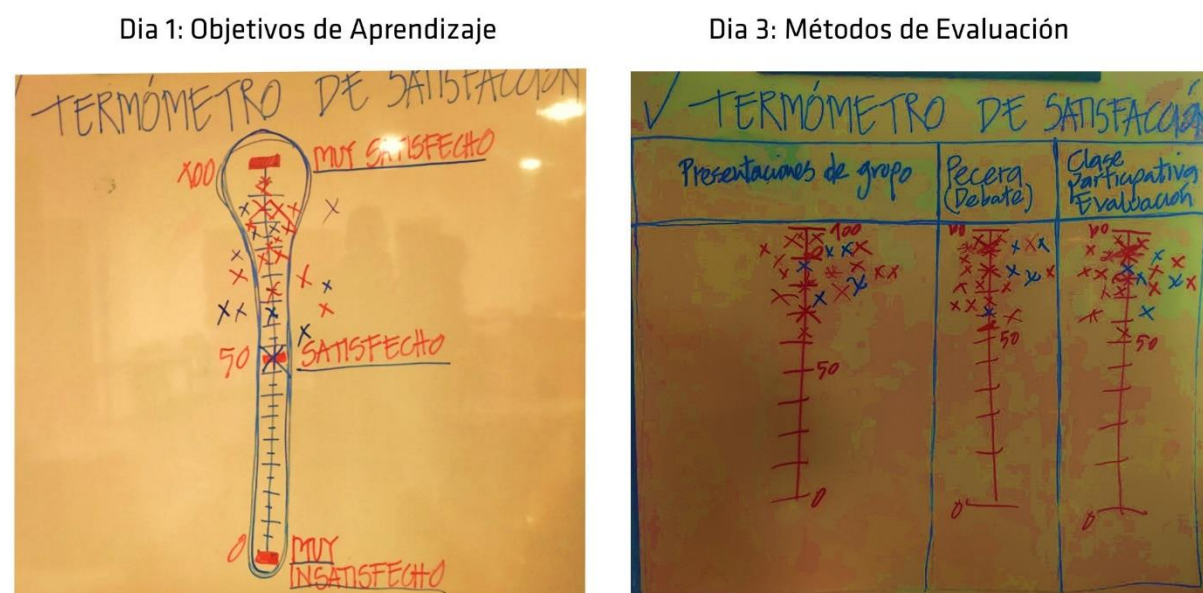 Dia 1: Objetivos de Aprendizaje
TERMÓMETRO DE SATISFACCIÓN
100
MUY SATISFECHO
50
SATISFECHO
0
MUY
INSATISFECHO
Dia 3: Métodos de Evaluación
✓ TERMÓMETRO DE SATISFACCIÓN
Presentaciones de grupo
Pecera
(Debate)
Clase
Participativa
Evaluación
100
100
100
50
50
50
0
0
0